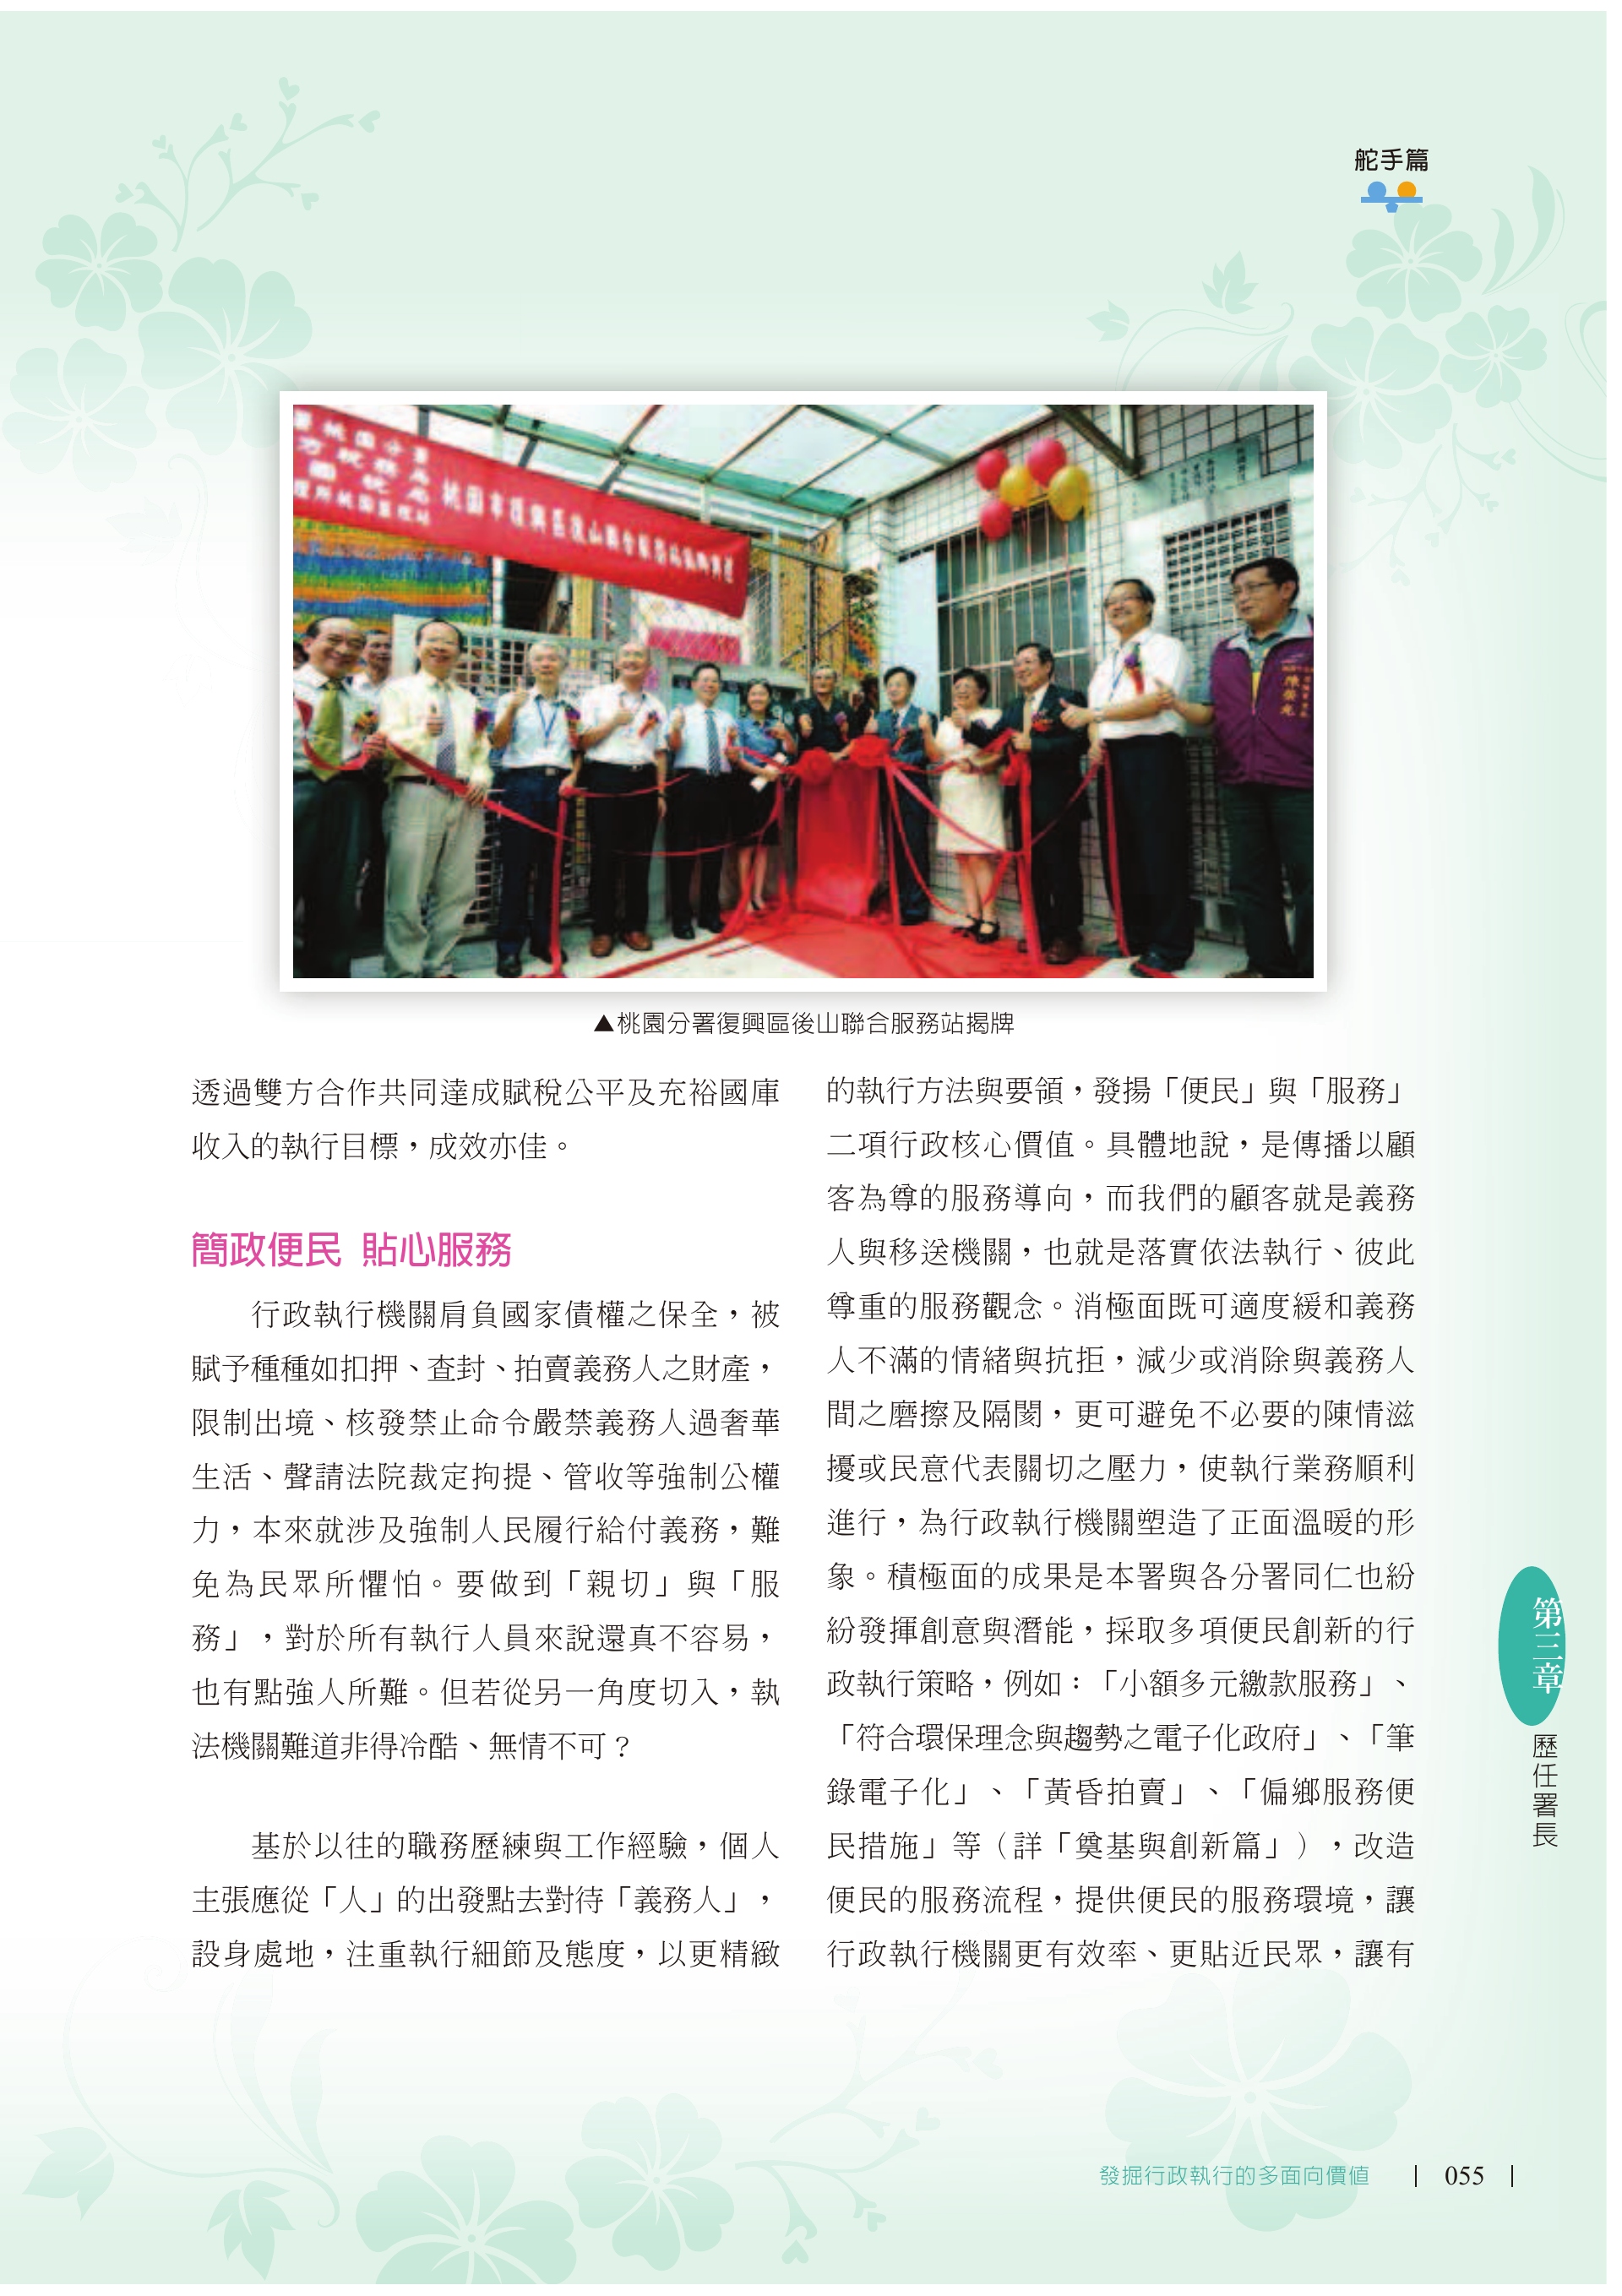 舵手篇
桃園市復興區後山聯合服務站揭牌典禮
▲桃園分署復興區後山聯合服務站揭牌
透過雙方合作共同達成賦稅公平及充裕國庫
收入的執行目標，成效亦佳。
簡政便民 貼心服務
行政執行機關肩負國家債權之保全，被
賦予種種如扣押、查封、拍賣義務人之財產，
限制出境、核發禁止命令嚴禁義務人過奢華
生活、聲請法院裁定拘提、管收等強制公權
力，本來就涉及強制人民履行給付義務，難
免為民眾所懼怕。要做到「親切」與「服
務」，對於所有執行人員來說還真不容易，
也有點強人所難。但若從另一角度切入，執
法機關難道非得冷酷、無情不可？
基於以往的職務歷練與工作經驗，個人
主張應從「人」的出發點去對待「義務人」，
設身處地，注重執行細節及態度，以更精緻
的執行方法與要領，發揚「便民」與「服務」
二項行政核心價值。具體地說，是傳播以顧
客為尊的服務導向，而我們的顧客就是義務
人與移送機關，也就是落實依法執行、彼此
尊重的服務觀念。消極面既可適度緩和義務
人不滿的情緒與抗拒，減少或消除與義務人
間之磨擦及隔閡，更可避免不必要的陳情滋
擾或民意代表關切之壓力，使執行業務順利
進行，為行政執行機關塑造了正面溫暖的形
象。積極面的成果是本署與各分署同仁也紛
紛發揮創意與潛能，採取多項便民創新的行
政執行策略，例如：「小額多元繳款服務」、
「符合環保理念與趨勢之電子化政府」、「筆
錄電子化」、「黃昏拍賣」、「偏鄉服務便
民措施」等（詳「奠基與創新篇」），改造
便民的服務流程，提供便民的服務環境，讓
行政執行機關更有效率、更貼近民眾，讓有
第三章
歷任署長
發掘行政執行的多面向價值
055